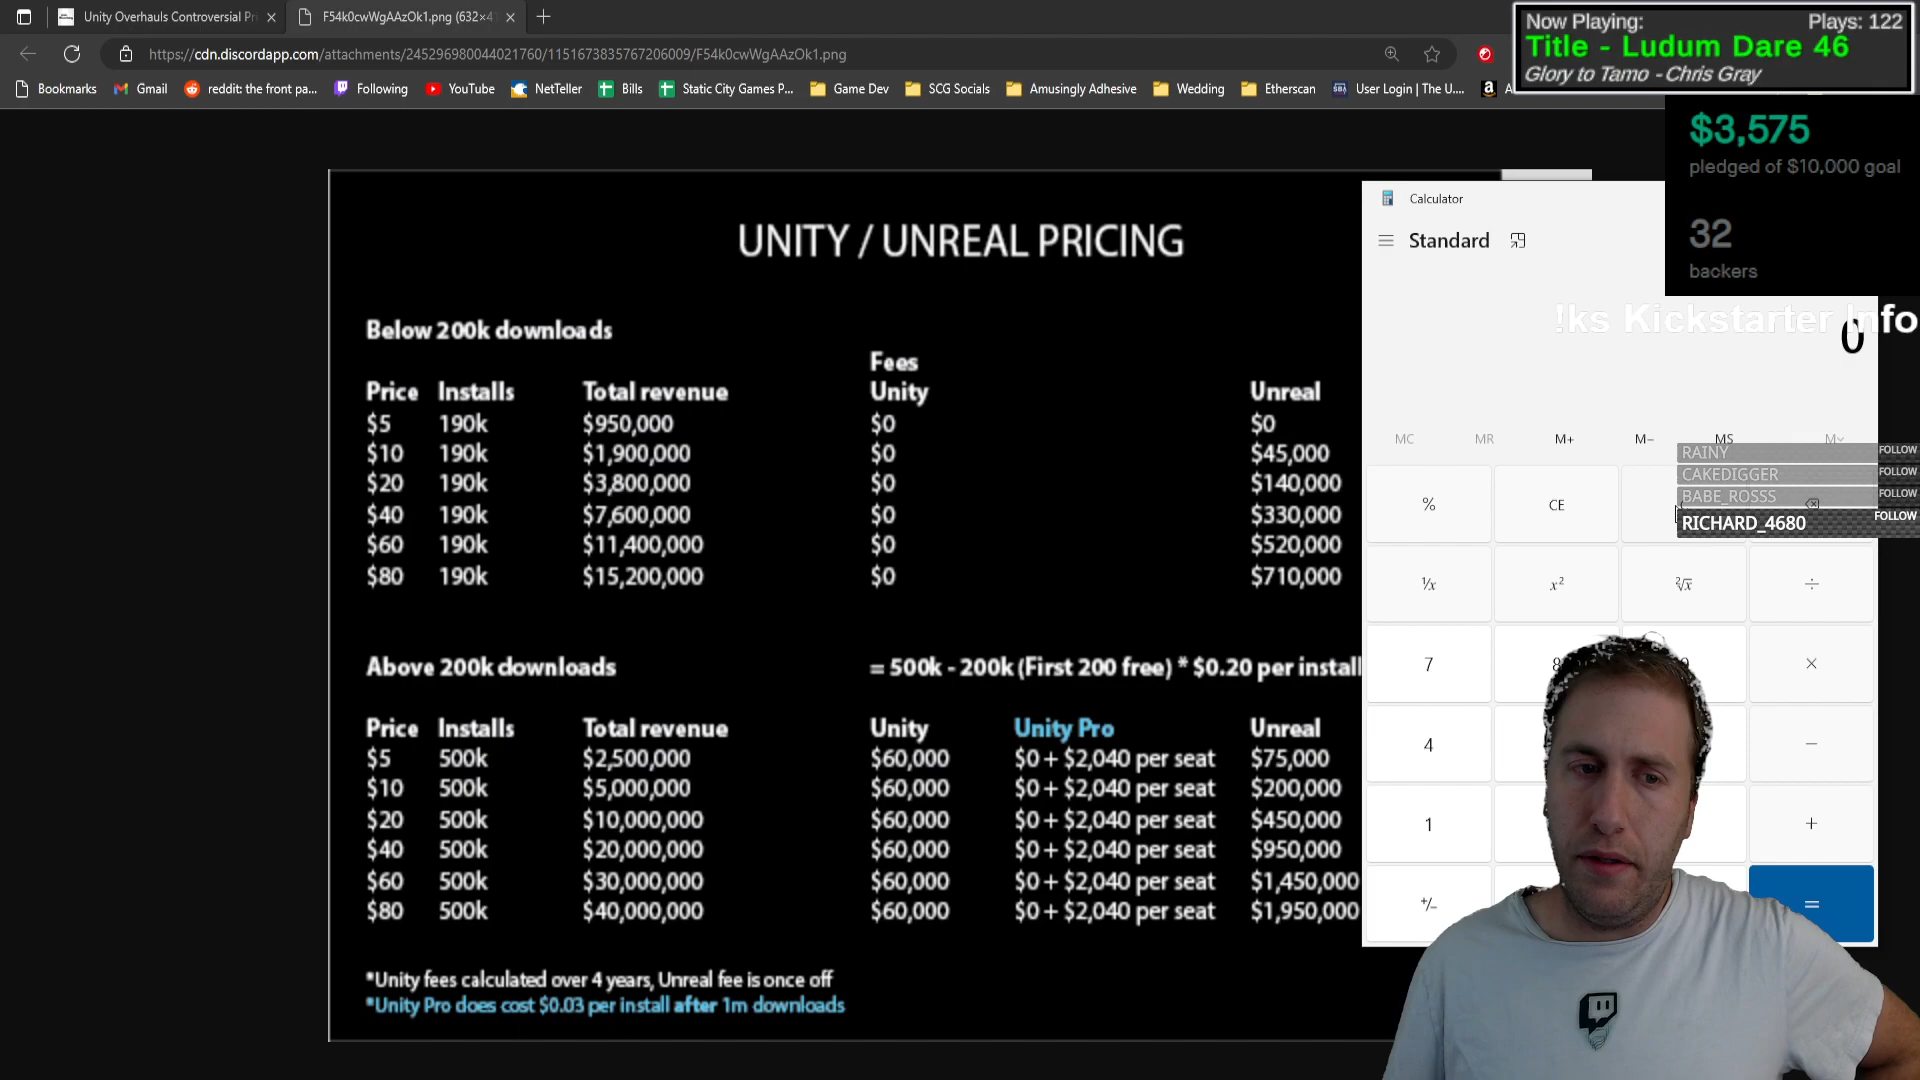 Unity Overhauls Controversial Pri
F54k0cwWgAAzOk1.png (632×4
https://cdn.discordapp.com/attachments/245296980044021760/1151673835767206009/F54k0cwWgAAzOk1.png
Bookmarks Gmail reddit: the front pa... Following YouTube NetTeller Bills Static City Games P... Game Dev SCG Socials Amusingly Adhesive Wedding Etherscan User Login | The U....
Now Playing: Plays: 122
Title - Ludum Dare 46
Glory to Tamo - Chris Gray
$3,575
pledged of $10,000 goal
32
backers
!ks Kickstarter Info
UNITY / UNREAL PRICING
Below 200k downloads
Fees
Price Installs Total revenue Unity Unreal
$5 190k $950,000 $0 $0
$10 190k $1,900,000 $0 $45,000
$20 190k $3,800,000 $0 $140,000
$40 190k $7,600,000 $0 $330,000
$60 190k $11,400,000 $0 $520,000
$80 190k $15,200,000 $0 $710,000
Above 200k downloads = 500k - 200k (First 200 free) * $0.20 per install
Price Installs Total revenue Unity Unity Pro Unreal
$5 500k $2,500,000 $60,000 $0 + $2,040 per seat $75,000
$10 500k $5,000,000 $60,000 $0 + $2,040 per seat $200,000
$20 500k $10,000,000 $60,000 $0 + $2,040 per seat $450,000
$40 500k $20,000,000 $60,000 $0 + $2,040 per seat $950,000
$60 500k $30,000,000 $60,000 $0 + $2,040 per seat $1,450,000
$80 500k $40,000,000 $60,000 $0 + $2,040 per seat $1,950,000
*Unity fees calculated over 4 years, Unreal fee is once off
*Unity Pro does cost $0.03 per install after 1m downloads
Calculator
Standard
0
MC MR M+ M− MS M
RAINY FOLLOW
CAKEDIGGER FOLLOW
BABE_ROSSS FOLLOW
RICHARD_4680 FOLLOW
% CE
1/x x² ²√x ÷
7 8 9 ×
4 −
1 +
+/− =